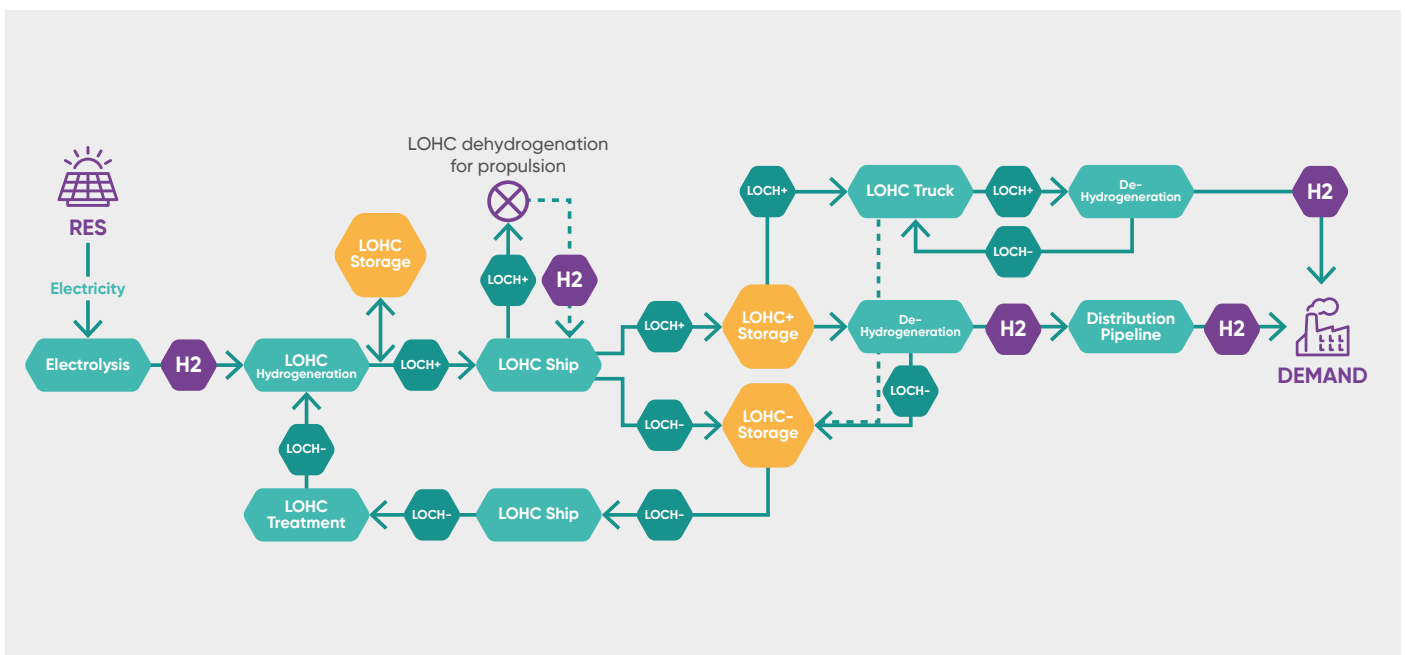 LOHC dehydrogenation
for propulsion
RES
Electricity
Electrolysis
H2
LOHC
Hydrogeneration
LOHC
Storage
LOCH+
LOHC Ship
LOCH+
H2
LOCH+
LOHC+
Storage
LOCH-
LOHC-
Storage
LOCH+
LOHC Truck
LOCH+
De-
Hydrogeneration
H2
LOCH-
De-
Hydrogeneration
H2
Distribution
Pipeline
H2
DEMAND
LOCH-
LOCH-
LOHC Ship
LOCH-
LOHC
Treatment
LOCH-